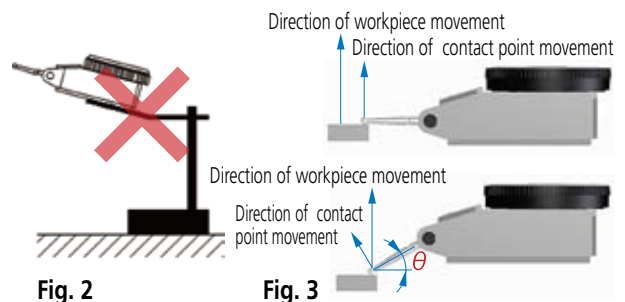 Direction of workpiece movement
Direction of contact point movement
Direction of workpiece movement
Direction of contact
point movement
θ
Fig. 2
Fig. 3